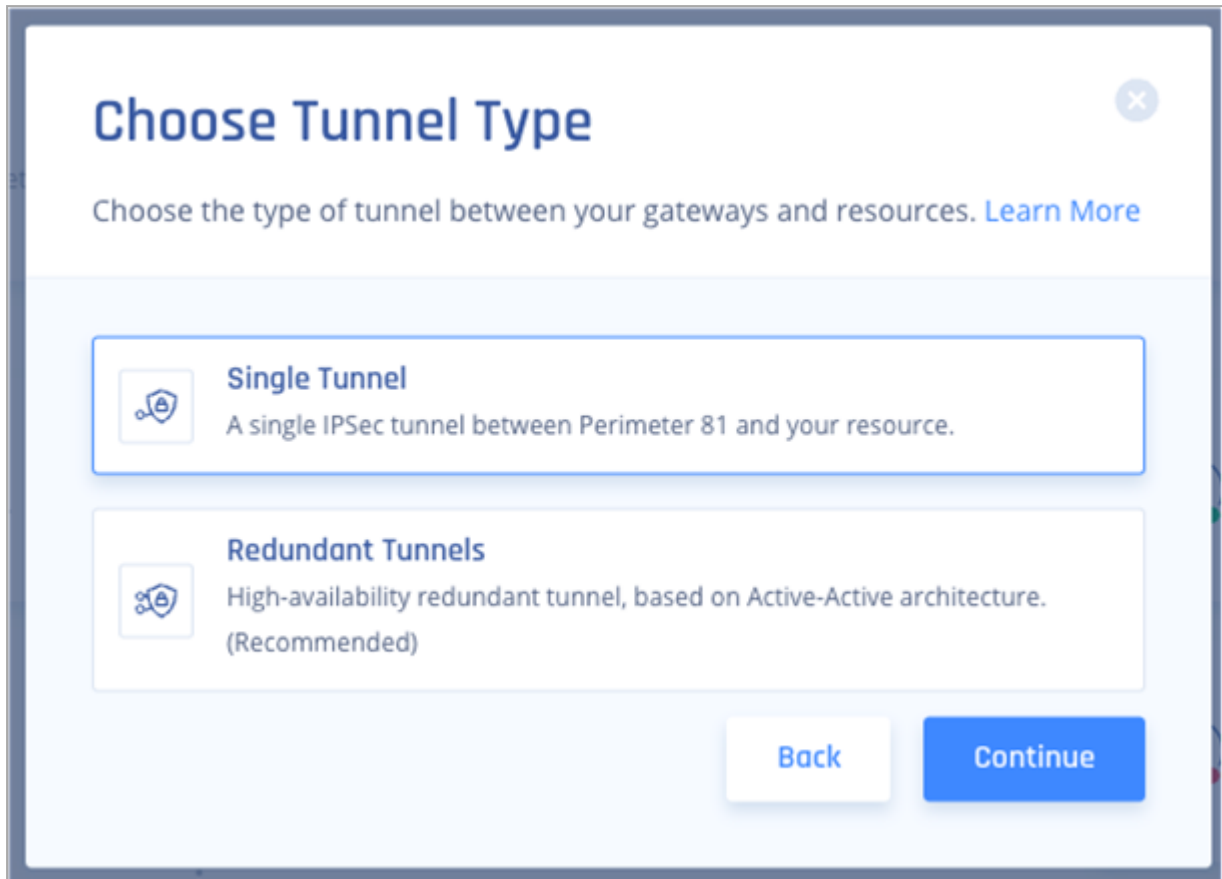 Choose Tunnel Type
Choose the type of tunnel between your gateways and resources. Learn More
Single Tunnel
A single IPSec tunnel between Perimeter 81 and your resource.
Redundant Tunnels
High-availability redundant tunnel, based on Active-Active architecture.
(Recommended)
Back
Continue